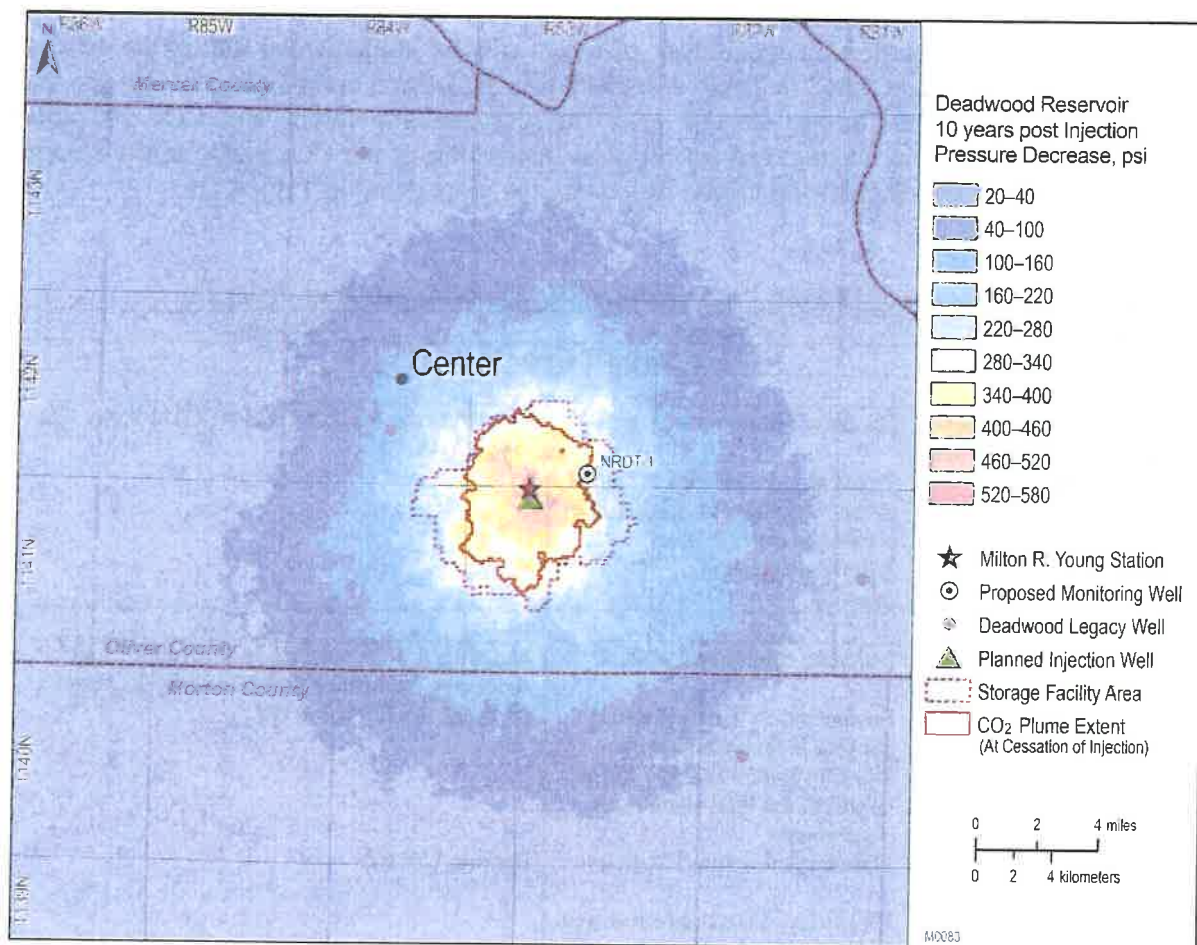 N
R85W
R84W
Mercer County
T143N
T142N
Center
NRDT-1
T141N
Oliver County
Morton County
T140N
T139N
Deadwood Reservoir
10 years post Injection
Pressure Decrease, psi
20–40
40–100
100–160
160–220
220–280
280–340
340–400
400–460
460–520
520–580
Milton R. Young Station
Proposed Monitoring Well
Deadwood Legacy Well
Planned Injection Well
Storage Facility Area
CO₂ Plume Extent
(At Cessation of Injection)
0 2 4 miles
0 2 4 kilometers
M0083